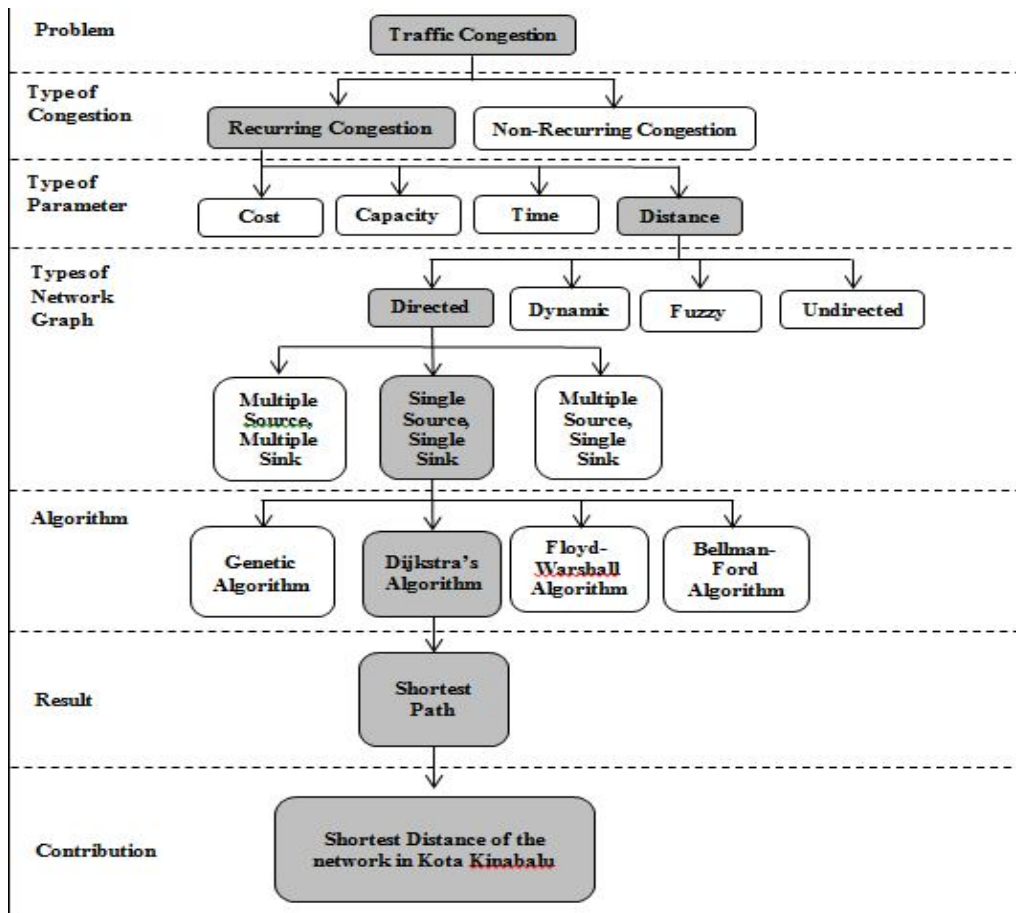 Problem
Traffic Congestion
Type of
Congestion
Recurring Congestion
Non-Recurring Congestion
Type of
Parameter
Cost
Capacity
Time
Distance
Types of
Network
Graph
Directed
Dynamic
Fuzzy
Undirected
Multiple
Source,
Multiple
Sink
Single
Source,
Single
Sink
Multiple
Source,
Single
Sink
Algorithm
Genetic
Algorithm
Dijkstra's
Algorithm
Floyd-
Warshall
Algorithm
Bellman-
Ford
Algorithm
Result
Shortest
Path
Contribution
Shortest Distance of the
network in Kota Kinabalu